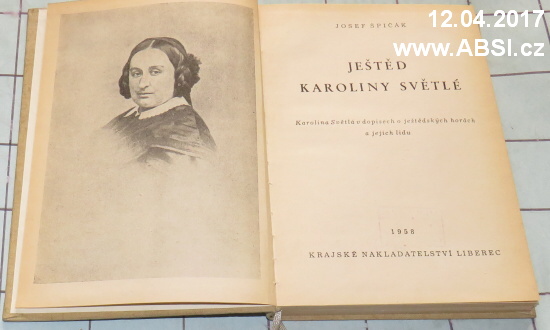 12.04.2017
www.ABSI.cz
JOSEF ŠPIČÁK
JEŠTĚD
KAROLINY SVĚTLÉ
Karolina Světlá v dopisech o ještědských horách
a jejich lidu
1958
KRAJSKÉ NAKLADATELSTVÍ LIBEREC